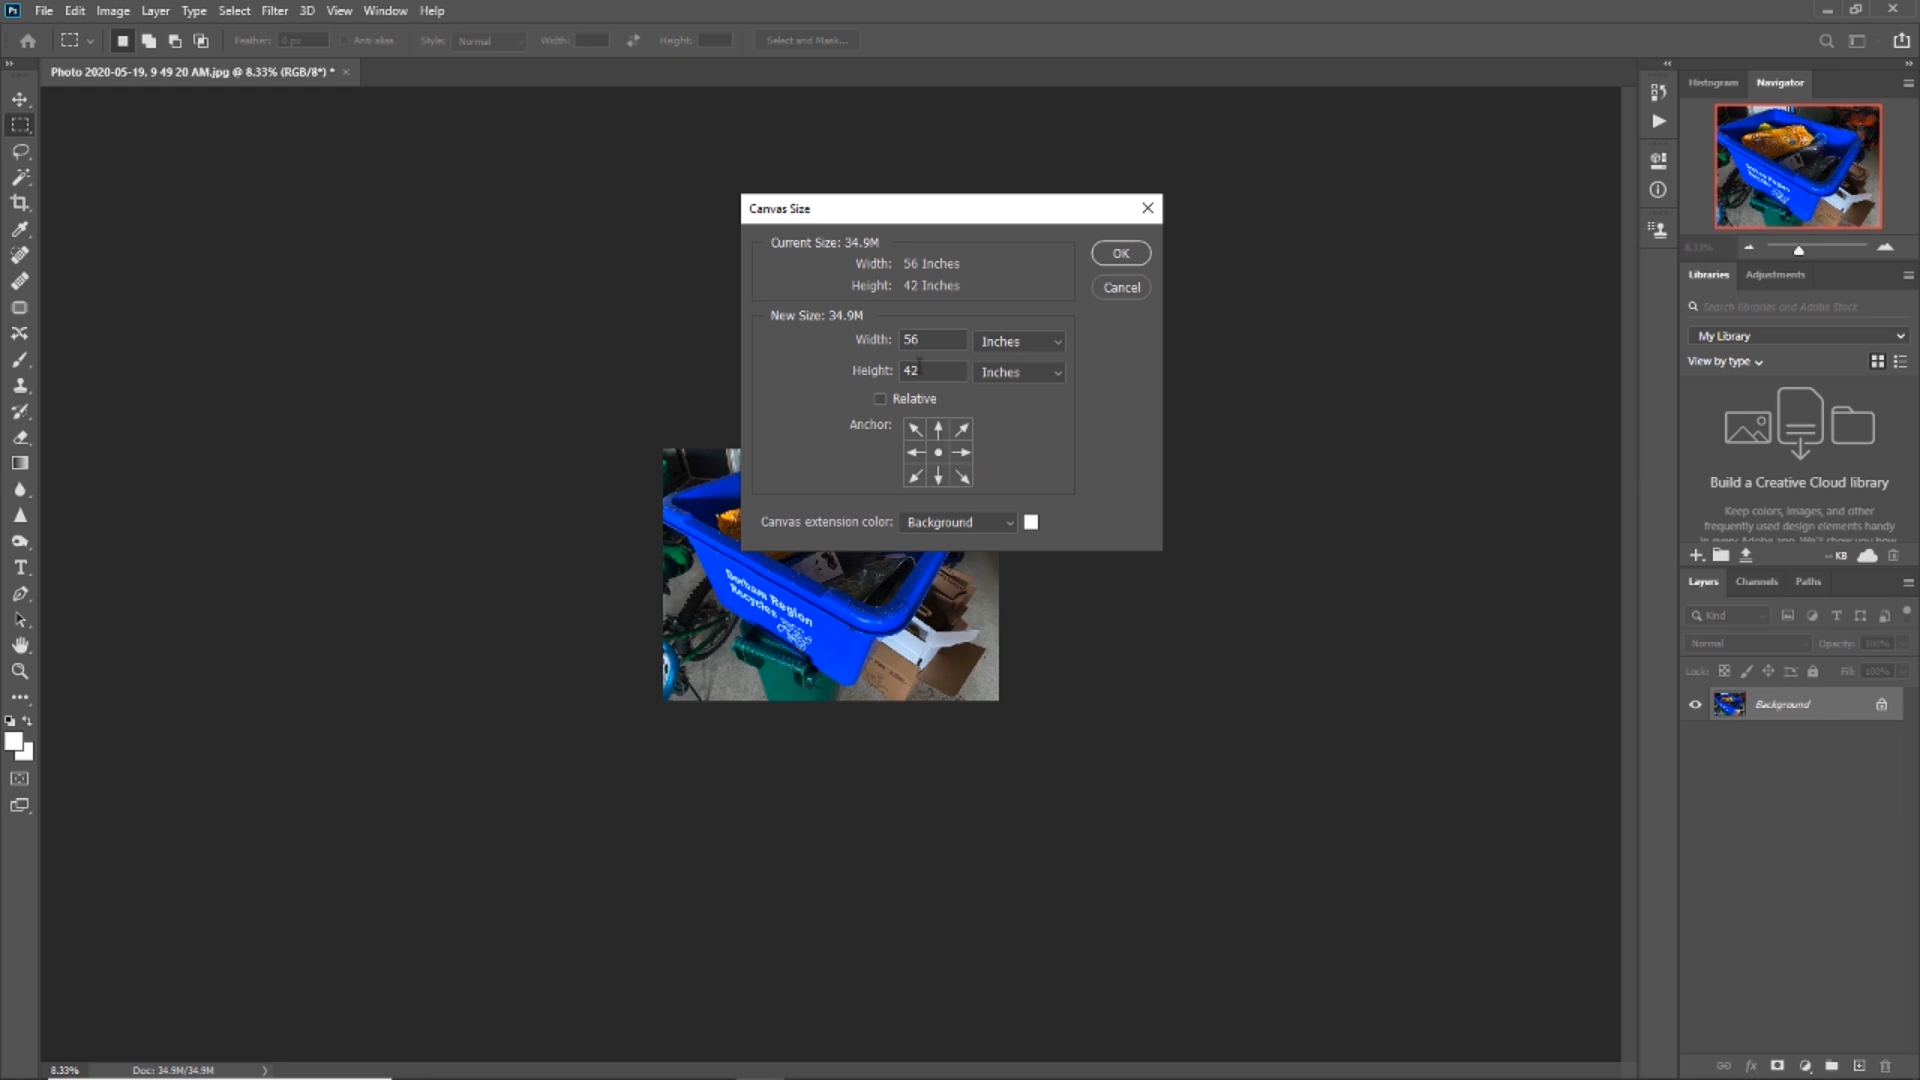 Ps File Edit Image Layer Type Select Filter 3D View Window Help
Feather: 0 px Anti-alias Style: Normal Width: Height: Select and Mask...
Photo 2020-05-19, 9 49 20 AM.jpg @ 8.33% (RGB/8*) * ×
Histogram Navigator
8.33%
Canvas Size
Current Size: 34.9M
Width: 56 Inches
Height: 42 Inches
OK
Cancel
New Size: 34.9M
Width: 56 Inches
Height: 42 Inches
Relative
Anchor:
Canvas extension color: Background
Durham Region
Recycles
Libraries Adjustments
Search libraries and Adobe Stock
My Library
View by type
Build a Creative Cloud library
Keep colors, images, and other
frequently used design elements handy
in every Adobe app. We'll show you how
-- KB
Layers Channels Paths
Kind
Normal Opacity: 100%
Lock: Fill: 100%
Background
8.33% Doc: 34.9M/34.9M